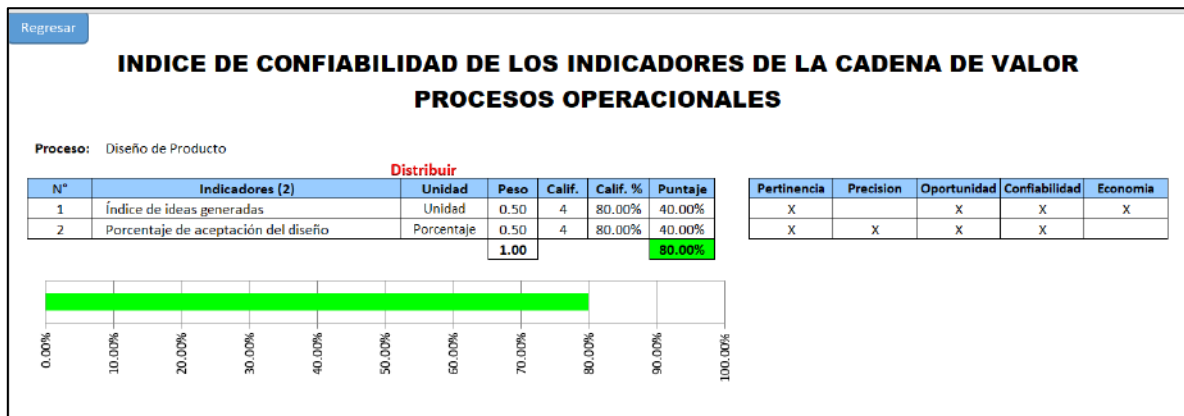 Regresar
INDICE DE CONFIABILIDAD DE LOS INDICADORES DE LA CADENA DE VALOR
PROCESOS OPERACIONALES
Proceso: Diseño de Producto
Distribuir
N° Indicadores (2) Unidad Peso Calif. Calif. % Puntaje Pertinencia Precision Oportunidad Confiabilidad Economia
1 Índice de ideas generadas Unidad 0.50 4 80.00% 40.00% X X X X
2 Porcentaje de aceptación del diseño Porcentaje 0.50 4 80.00% 40.00% X X X X
1.00 80.00%
0.00% 10.00% 20.00% 30.00% 40.00% 50.00% 60.00% 70.00% 80.00% 90.00% 100.00%